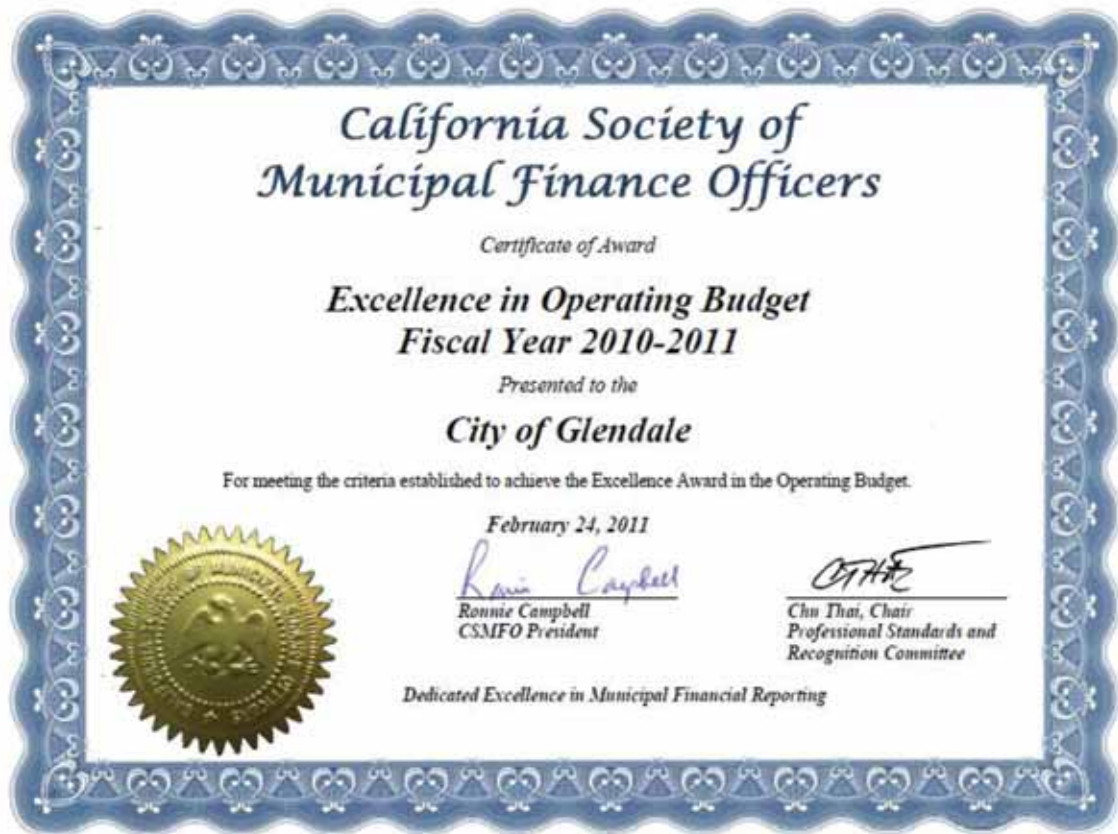 California Society of
Municipal Finance Officers
Certificate of Award
Excellence in Operating Budget
Fiscal Year 2010-2011
Presented to the
City of Glendale
For meeting the criteria established to achieve the Excellence Award in the Operating Budget.
February 24, 2011
Ronnie Campbell
Ronnie Campbell
CSMFO President
Chu Thai, Chair
Professional Standards and
Recognition Committee
Dedicated Excellence in Municipal Financial Reporting